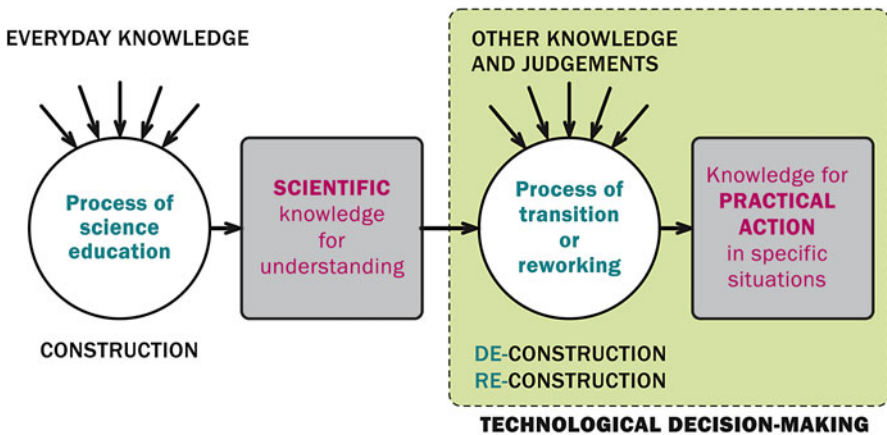 EVERYDAY KNOWLEDGE
Process of
science
education
CONSTRUCTION
SCIENTIFIC
knowledge
for
understanding
OTHER KNOWLEDGE
AND JUDGEMENTS
Process of
transition
or
reworking
DE-CONSTRUCTION
RE-CONSTRUCTION
Knowledge for
PRACTICAL
ACTION
in specific
situations
TECHNOLOGICAL DECISION-MAKING